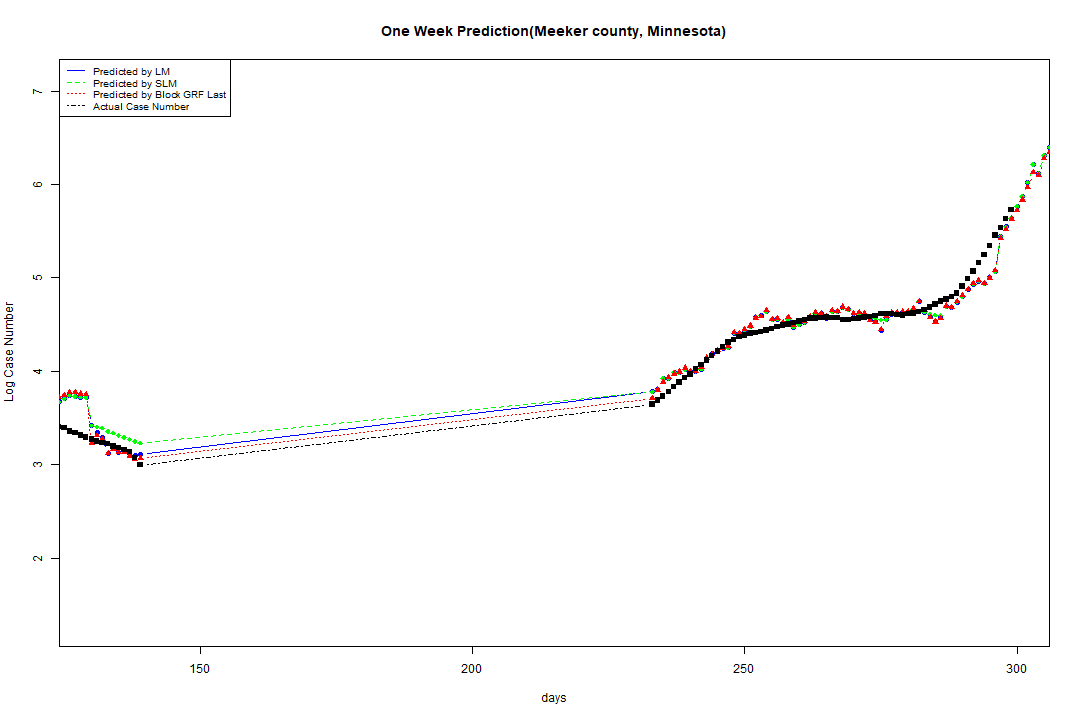 One Week Prediction(Meeker county, Minnesota)
Predicted by LM
Predicted by SLM
Predicted by Block GRF Last
Actual Case Number
7
6
5
4
3
2
Log Case Number
150 200 250 300
days